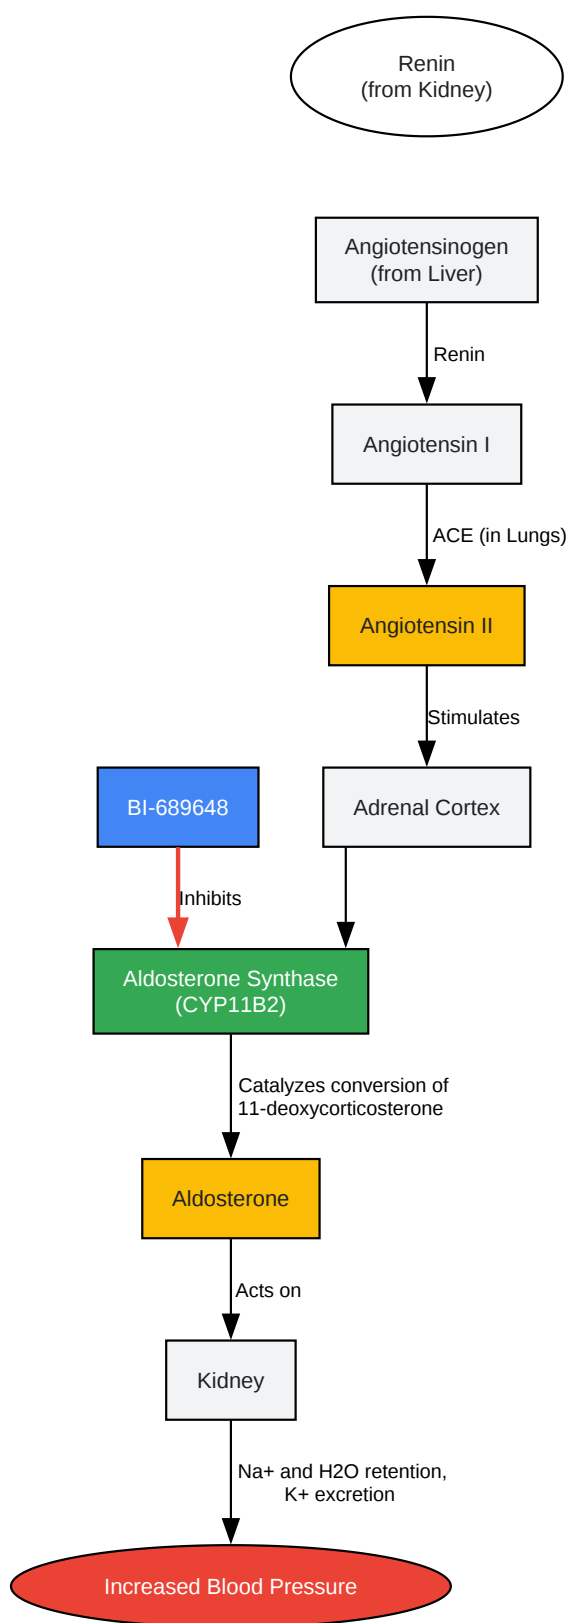 Renin
(from Kidney)
Angiotensinogen
(from Liver)
Renin
Angiotensin I
ACE (in Lungs)
Angiotensin II
Stimulates
BI-689648
Adrenal Cortex
Inhibits
Aldosterone Synthase
(CYP11B2)
Catalyzes conversion of
11-deoxycorticosterone
Aldosterone
Acts on
Kidney
Na+ and H2O retention,
K+ excretion
Increased Blood Pressure